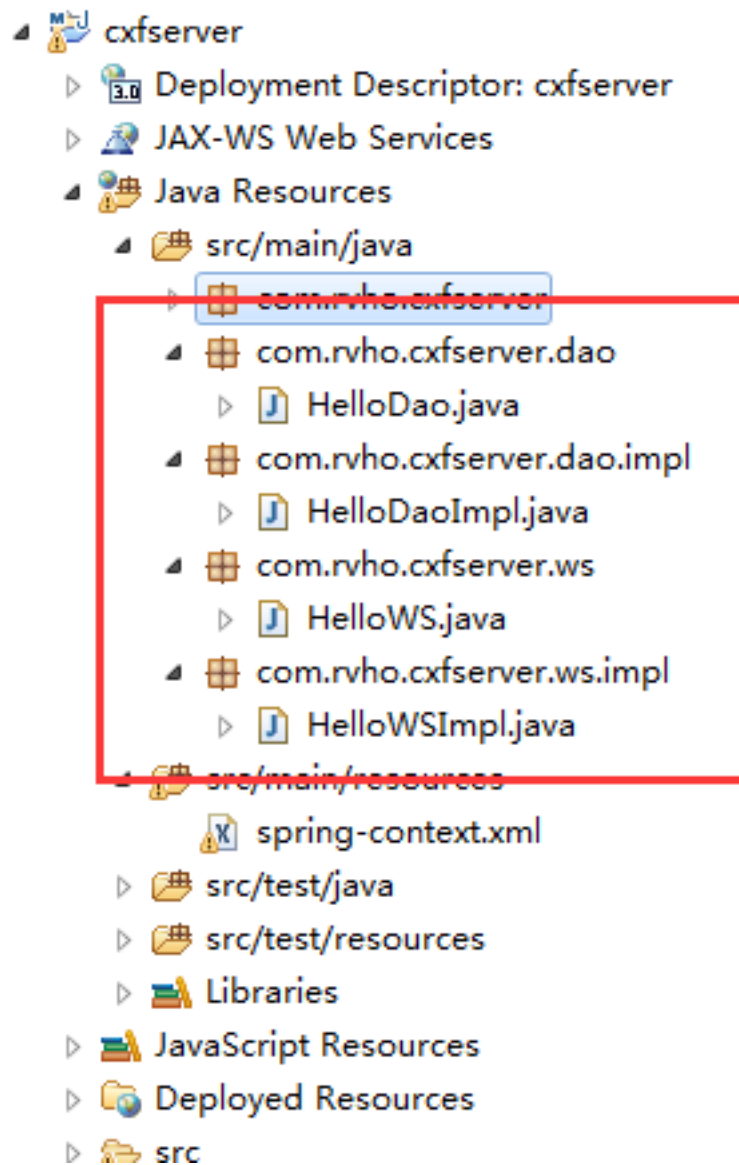 cxfserver
Deployment Descriptor: cxfserver
JAX-WS Web Services
Java Resources
src/main/java
com.rvho.cxfserver
com.rvho.cxfserver.dao
HelloDao.java
com.rvho.cxfserver.dao.impl
HelloDaoImpl.java
com.rvho.cxfserver.ws
HelloWS.java
com.rvho.cxfserver.ws.impl
HelloWSImpl.java
src/main/resources
spring-context.xml
src/test/java
src/test/resources
Libraries
JavaScript Resources
Deployed Resources
src